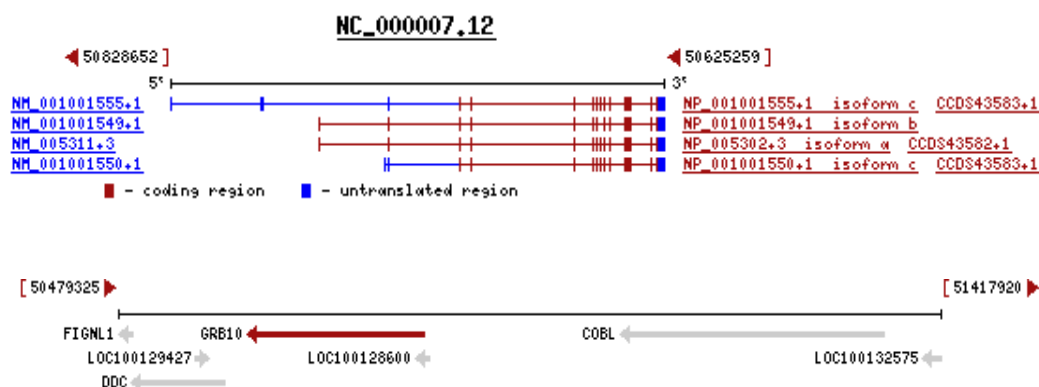 NC_000007.12
50828652] 50625259]
5' 3'
NM_001001555.1 NP_001001555.1 isoform c CCDS43583.1
NM_001001549.1 NP_001001549.1 isoform b
NM_005311.3 NP_005302.3 isoform a CCDS43582.1
NM_001001550.1 NP_001001550.1 isoform c CCDS43583.1
- coding region - untranslated region
[50479325 [51417920
FIGNL1 GRB10 COBL
LOC100129427 LOC100128600 LOC100132575
DDC